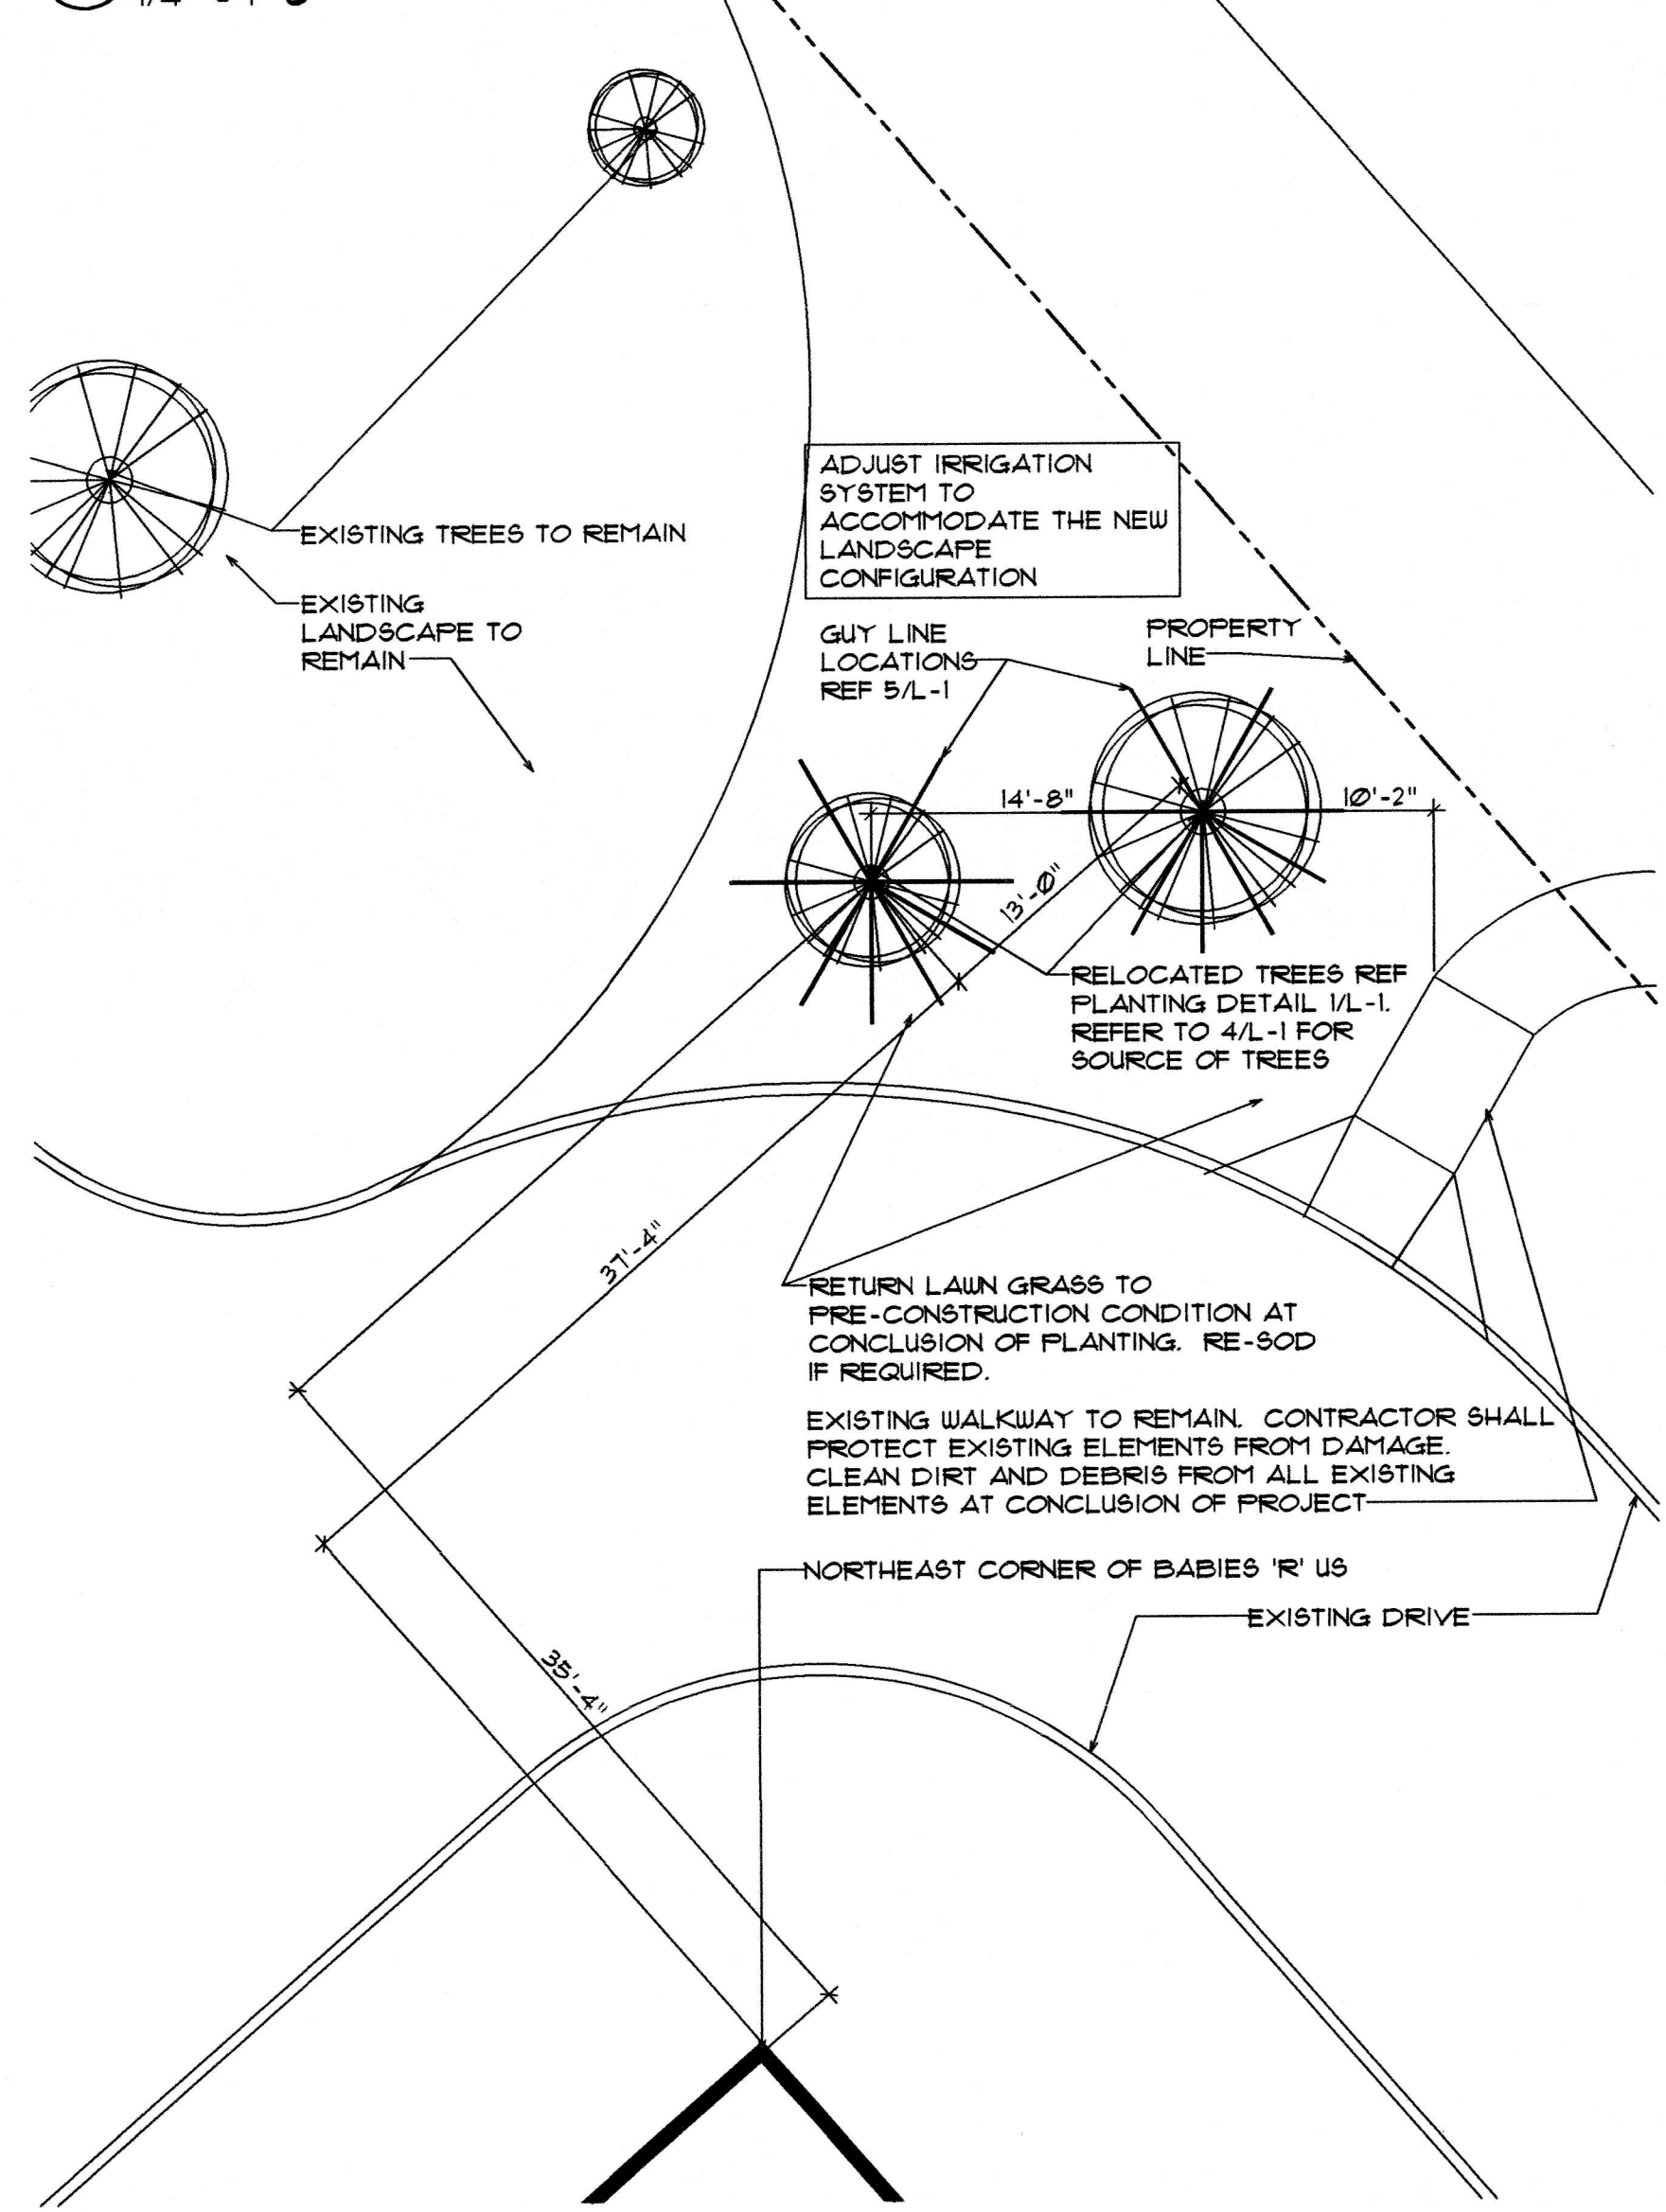 EXISTING TREES TO REMAIN
EXISTING
LANDSCAPE TO
REMAIN
ADJUST IRRIGATION
SYSTEM TO
ACCOMMODATE THE NEW
LANDSCAPE
CONFIGURATION
GUY LINE
LOCATIONS
REF 5/L-1
PROPERTY
LINE
14'-8"
10'-2"
13'-0"
RELOCATED TREES REF
PLANTING DETAIL 1/L-1.
REFER TO 4/L-1 FOR
SOURCE OF TREES
37'-4"
RETURN LAWN GRASS TO
PRE-CONSTRUCTION CONDITION AT
CONCLUSION OF PLANTING. RE-SOD
IF REQUIRED.
EXISTING WALKWAY TO REMAIN. CONTRACTOR SHALL
PROTECT EXISTING ELEMENTS FROM DAMAGE.
CLEAN DIRT AND DEBRIS FROM ALL EXISTING
ELEMENTS AT CONCLUSION OF PROJECT
NORTHEAST CORNER OF BABIES 'R' US
EXISTING DRIVE
35'-4"